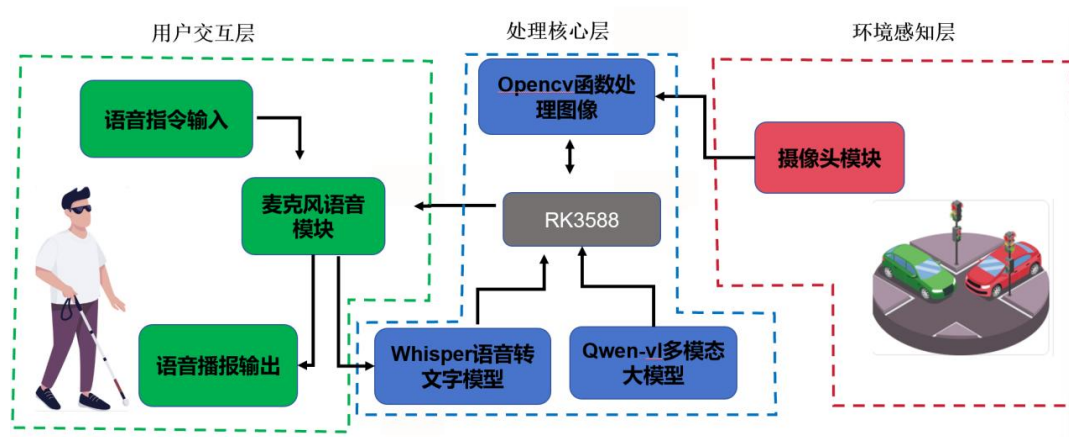 用户交互层
处理核心层
环境感知层
Opencv函数处
理图像
语音指令输入
摄像头模块
麦克风语音
模块
RK3588
语音播报输出
Whisper语音转
文字模型
Qwen-vl多模态
大模型